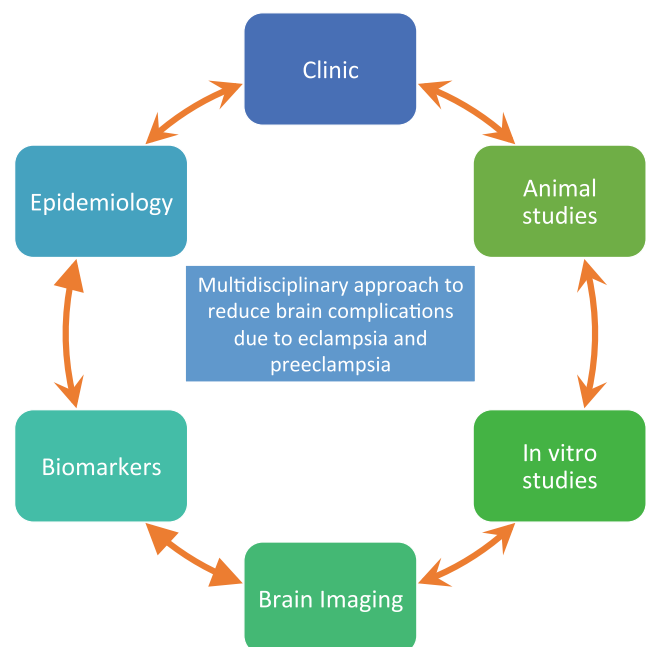 Clinic
Epidemiology
Animal
studies
Multidisciplinary approach to
reduce brain complications
due to eclampsia and
preeclampsia
Biomarkers
In vitro
studies
Brain Imaging